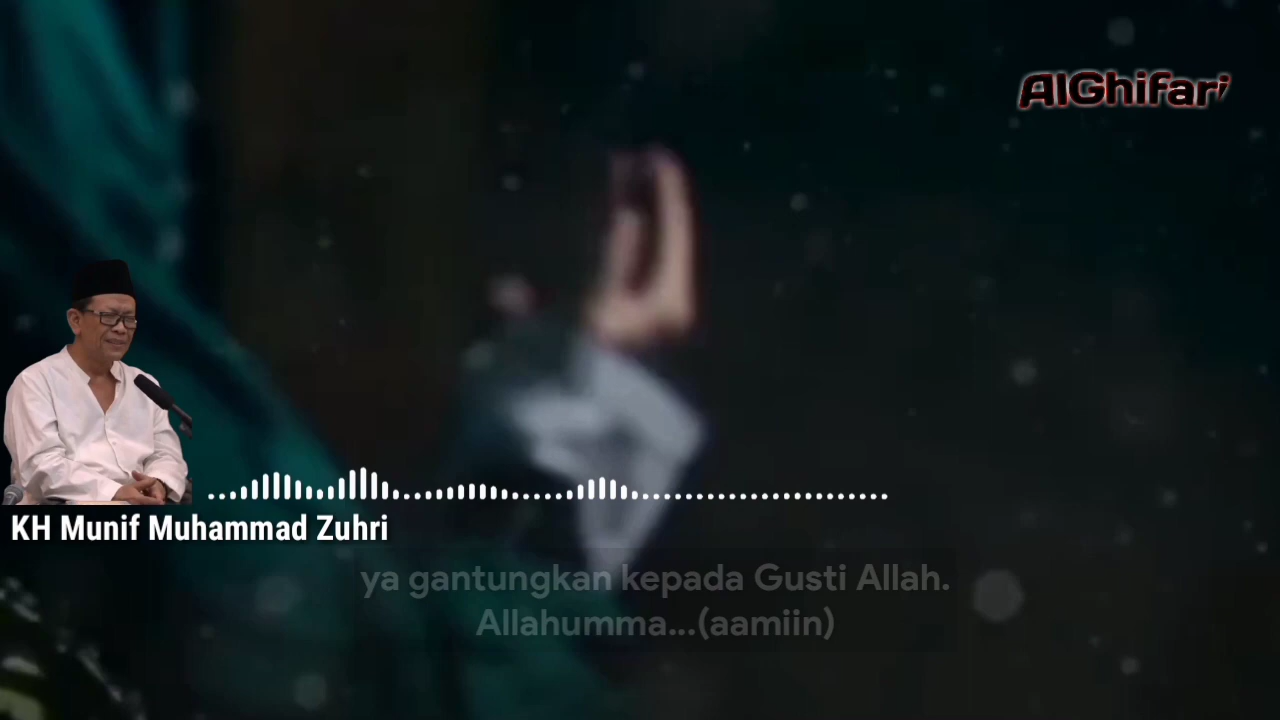 AlGhifari
KH Munif Muhammad Zuhri
ya gantungkan kepada Gusti Allah.
Allahumma...(aamiin)